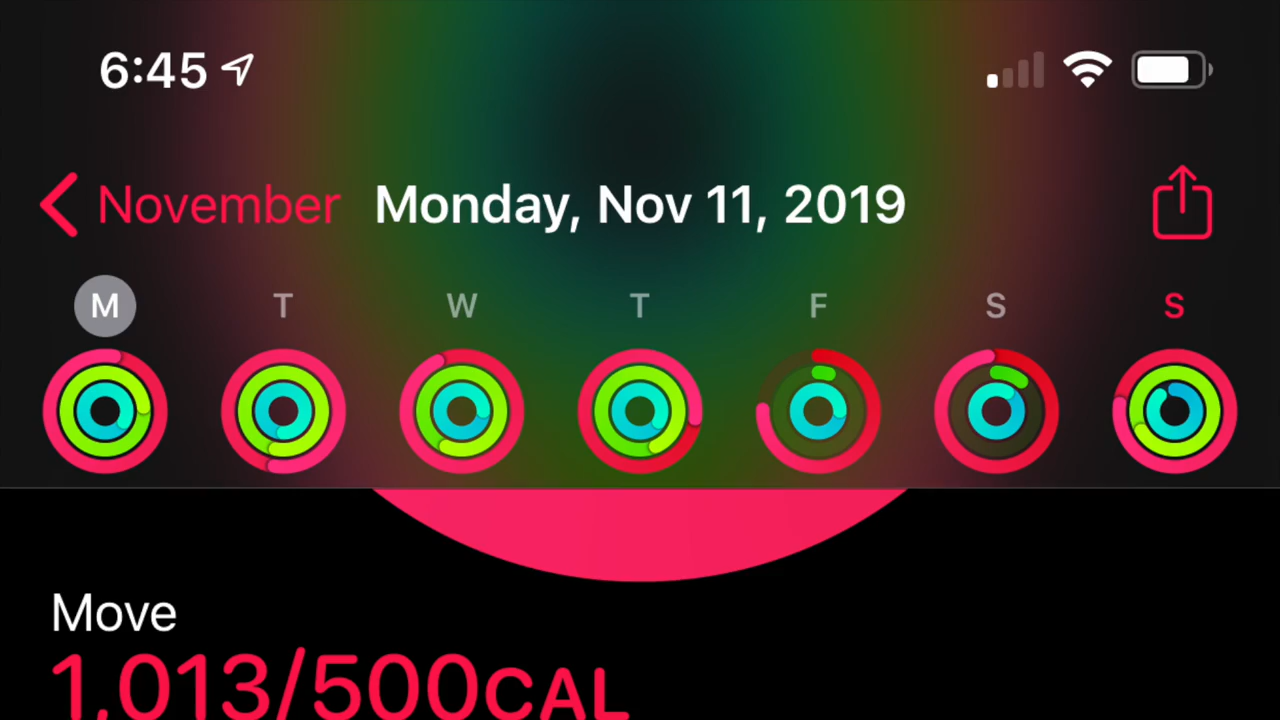 6:45
November Monday, Nov 11, 2019
M T W T F S S
Move
1,013/500CAL